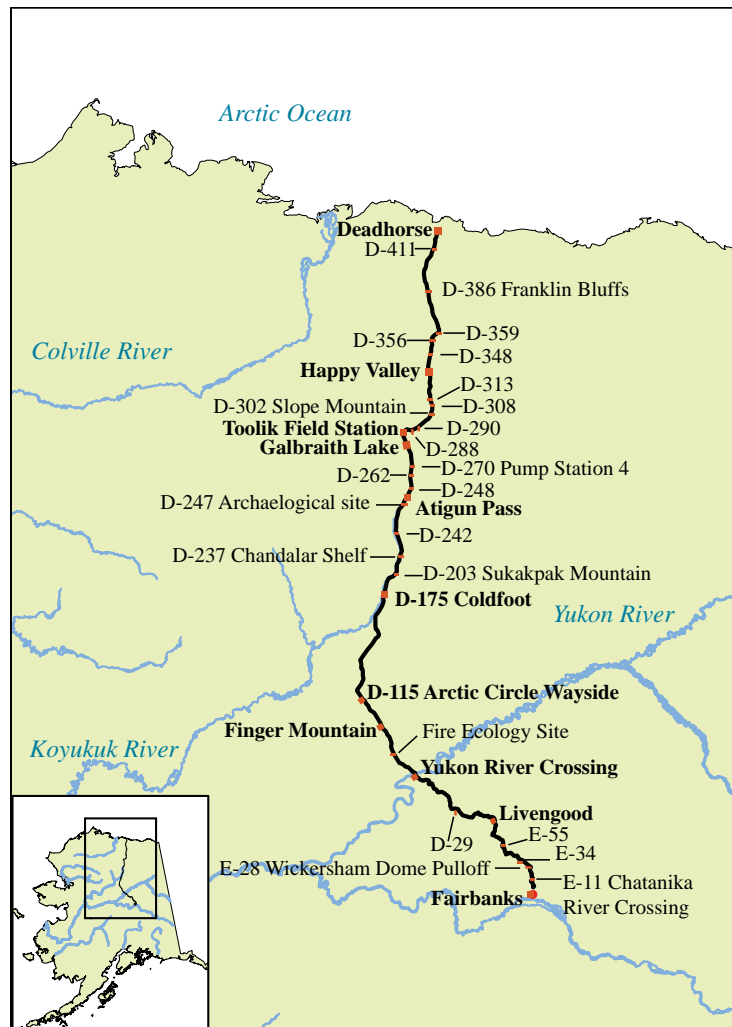 Arctic Ocean
Deadhorse
D-411
D-386 Franklin Bluffs
D-359
D-356
Colville River
D-348
Happy Valley
D-313
D-302 Slope Mountain
D-308
Toolik Field Station
D-290
Galbraith Lake
D-288
D-270 Pump Station 4
D-262
D-248
D-247 Archaelogical site
Atigun Pass
D-242
D-237 Chandalar Shelf
D-203 Sukakpak Mountain
D-175 Coldfoot
Yukon River
D-115 Arctic Circle Wayside
Finger Mountain
Fire Ecology Site
Koyukuk River
Yukon River Crossing
Livengood
D-29
E-55
E-34
E-28 Wickersham Dome Pulloff
E-11 Chatanika
River Crossing
Fairbanks